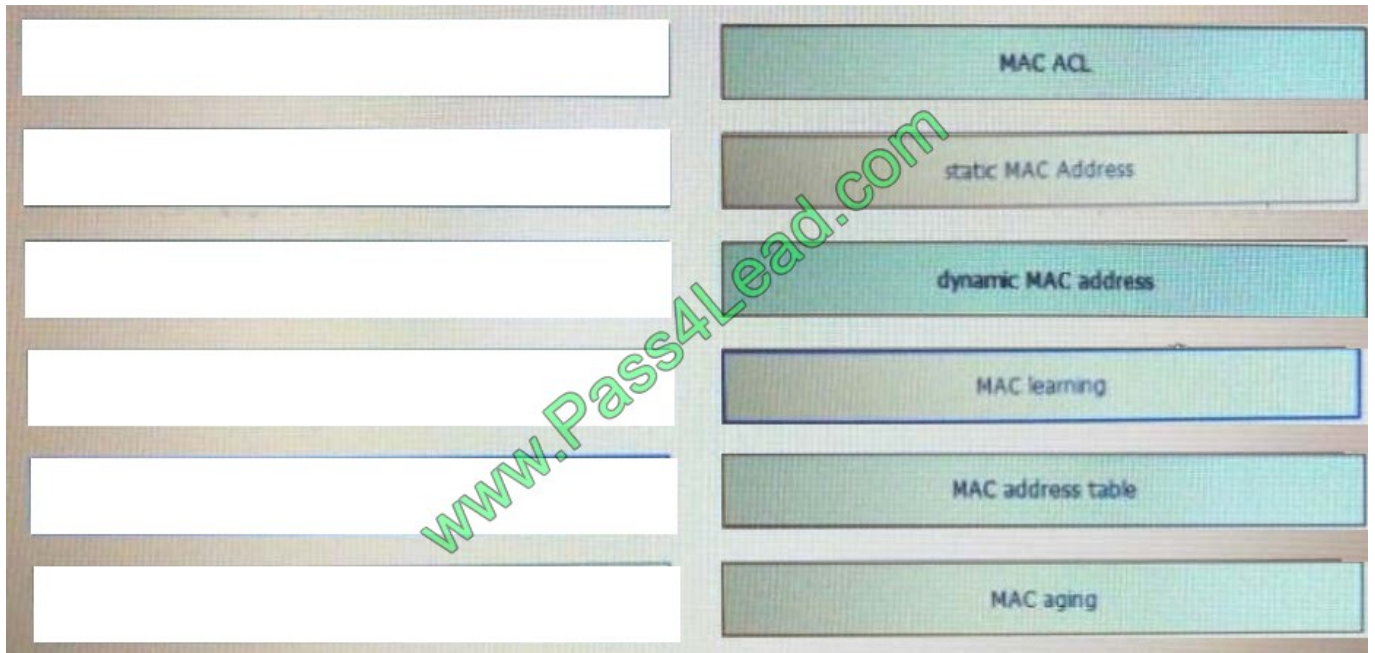 MAC ACL
static MAC Address
dynamic MAC address
MAC learning
MAC address table
MAC aging
www.Pass4Lead.com